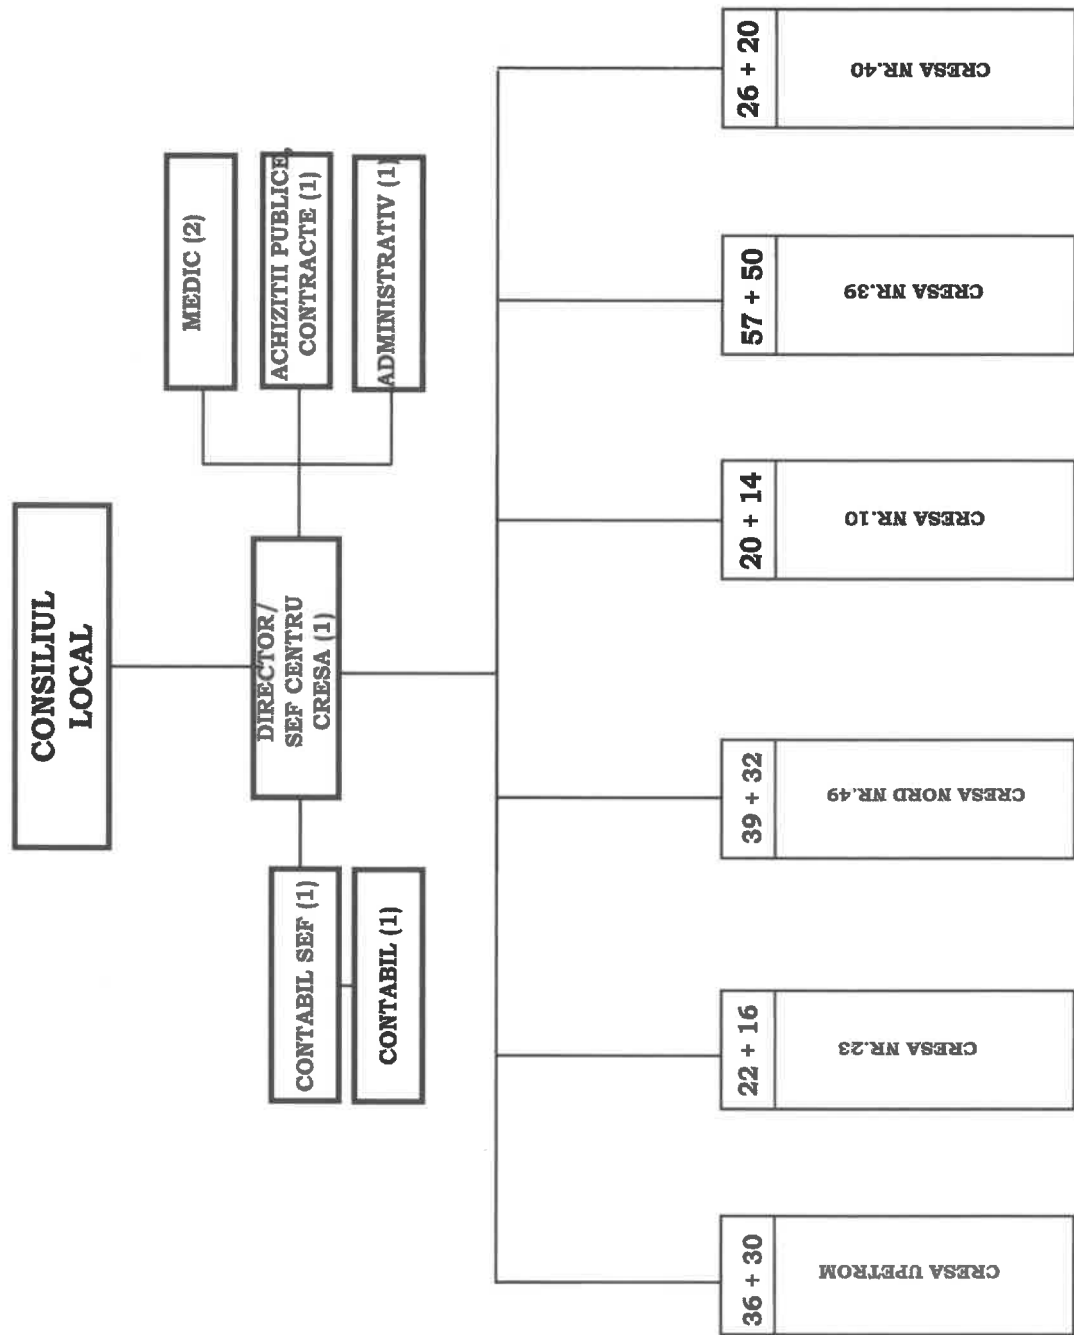 CONSILIUL
LOCAL
DIRECTOR/
SEF CENTRU
CRESA (1)
CONTABIL SEF (1)
CONTABIL (1)
MEDIC (2)
ACHIZITII PUBLICE,
CONTRACTE (1)
ADMINISTRATIV (1)
36 + 30
CRESA UPETROM
22 + 16
CRESA NR.23
39 + 32
CRESA NORD NR.49
20 + 14
CRESA NR.10
57 + 50
CRESA NR.39
26 + 20
CRESA NR.40